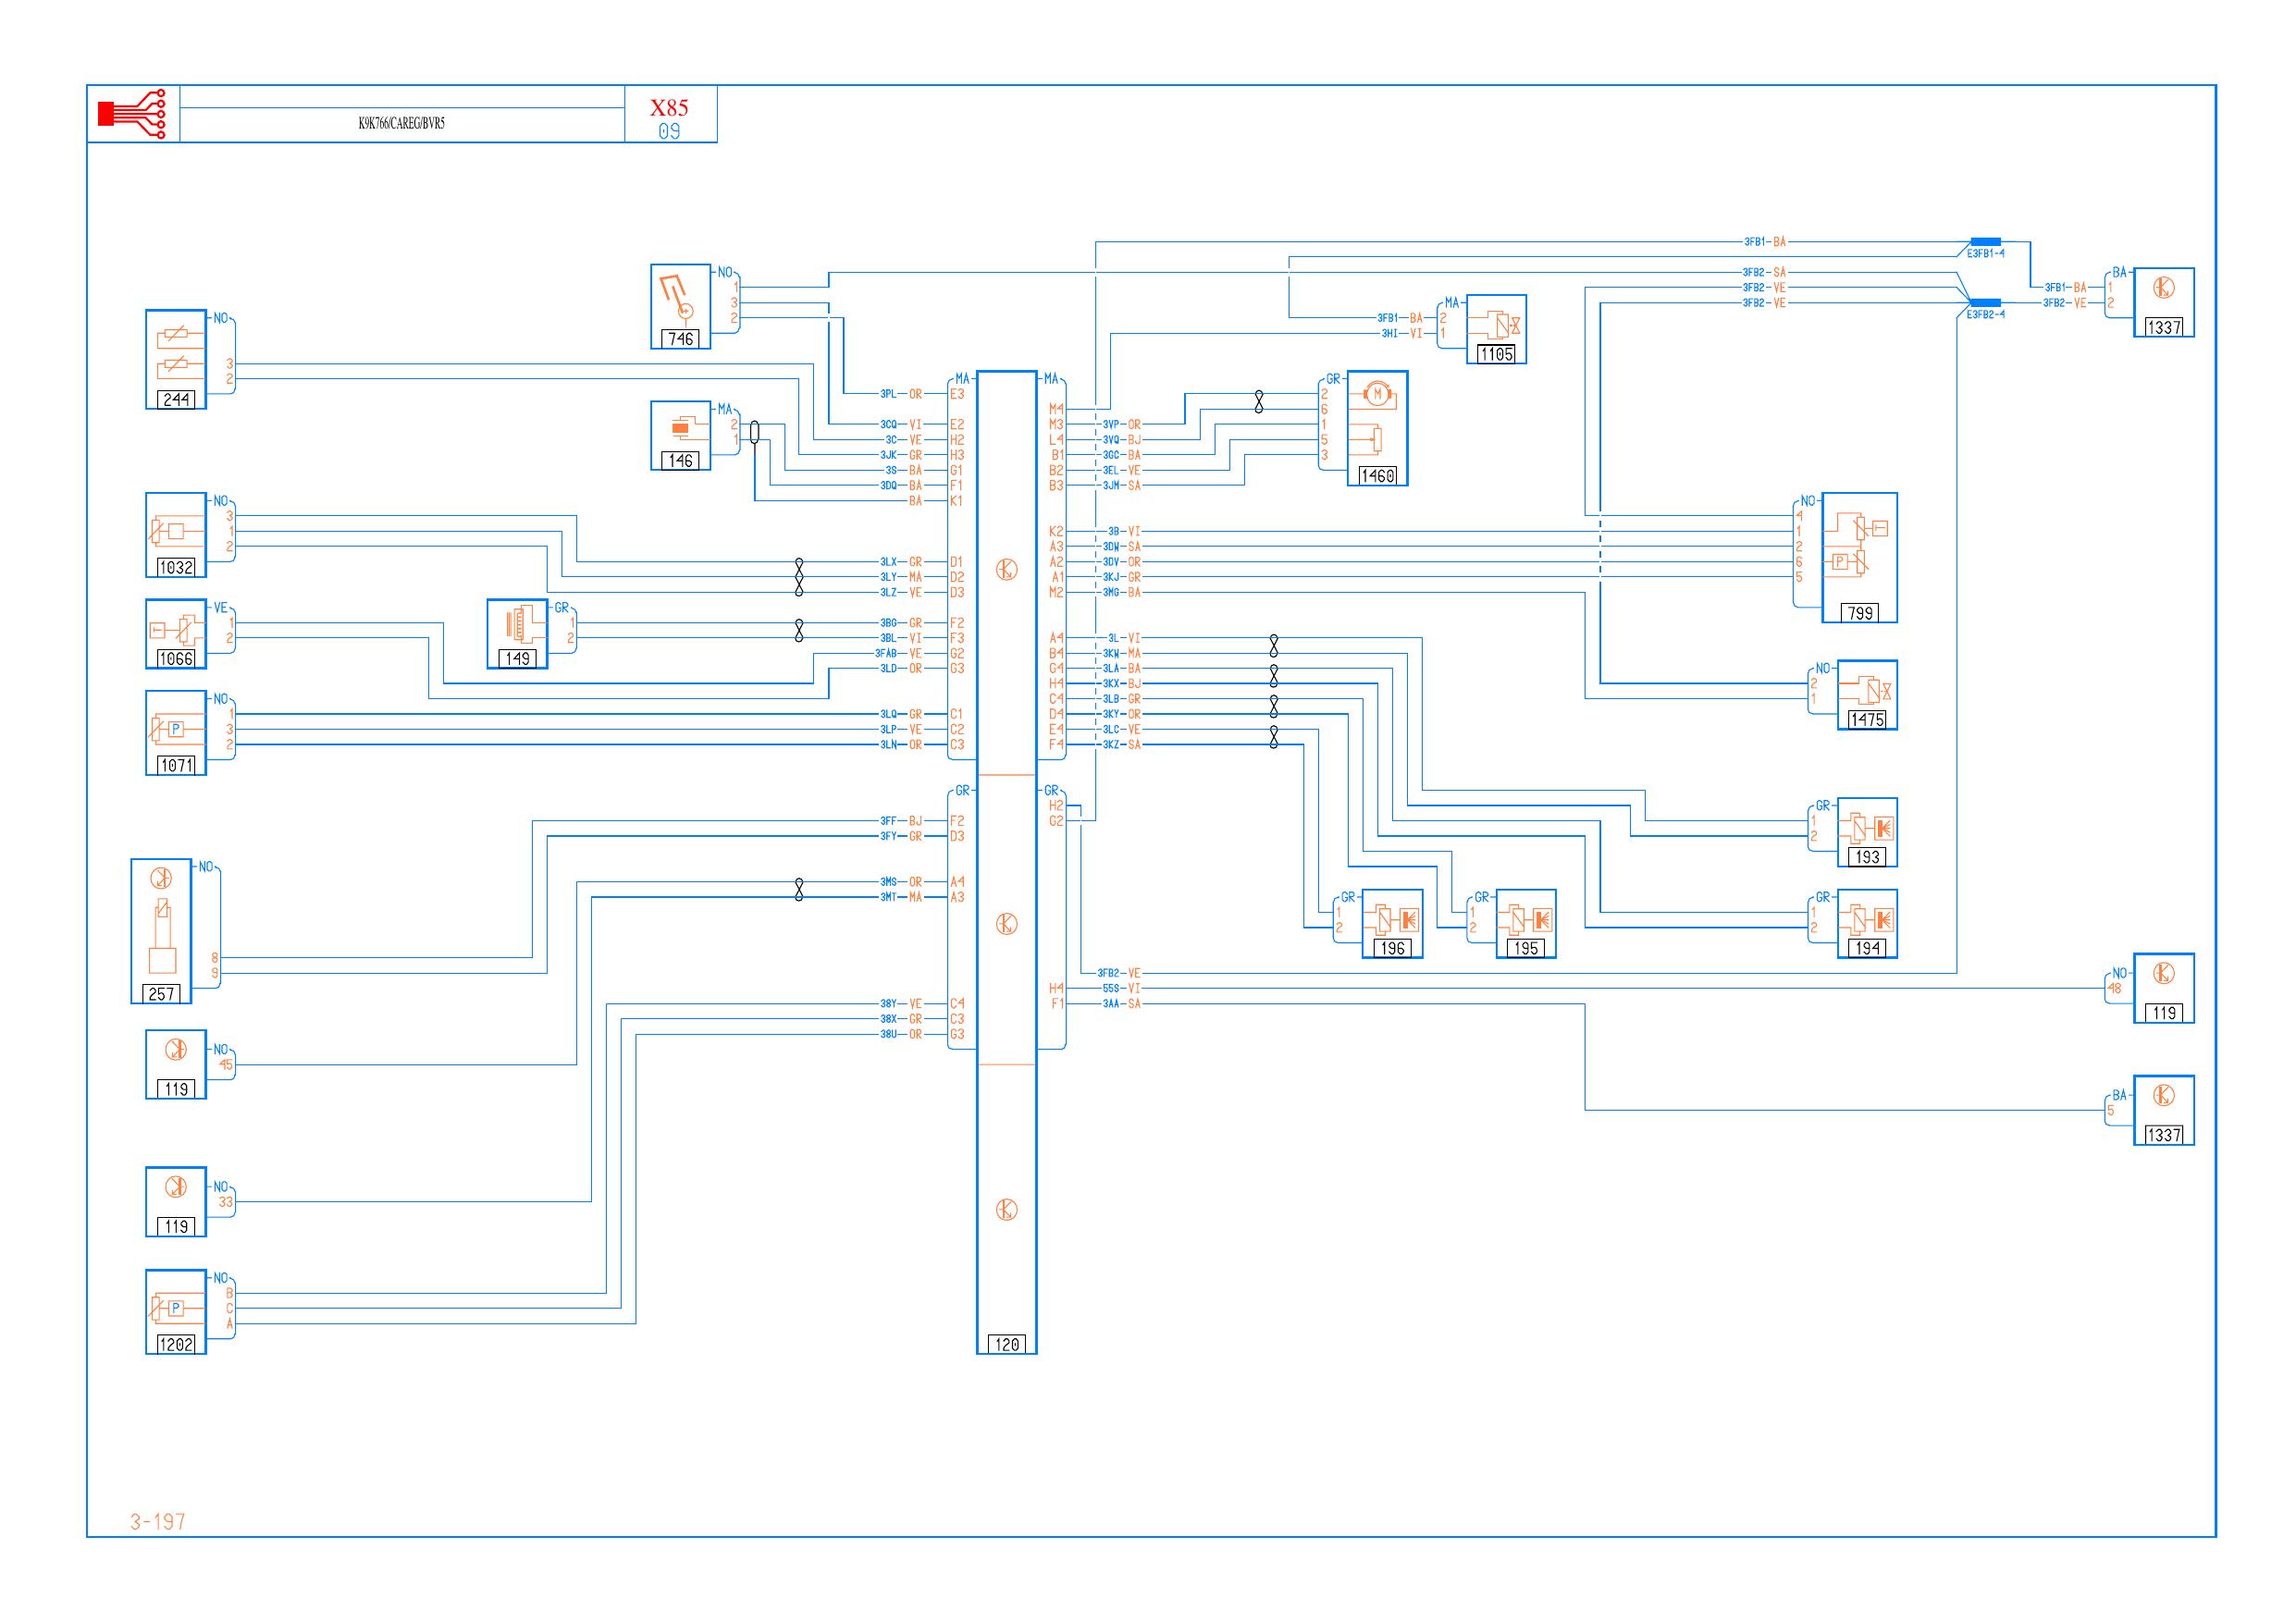 K9K766/CAREG/BVR5
X85
09
3FB1 BA
E3FB1-4
3FB2 SA
3FB2 VE
3FB2 VE
E3FB2-4
NO
1
3
2
746
BA
3FB1 BA 1
3FB2 VE 2
1337
MA
3FB1 BA 2
3HI VI 1
1105
NO
3
2
244
MA
2
1
146
MA
3PL OR E3
3CQ VI E2
3C VE H2
3JK GR H3
3S BA G1
3DQ BA F1
BA K1
3LX GR D1
3LY MA D2
3LZ VE D3
3BG GR F2
3BL VI F3
3FAB VE G2
3LD OR G3
3LQ GR C1
3LP VE C2
3LN OR C3
MA
M4
M3 3VP OR
L4 3VQ BJ
B1 3GC BA
B2 3EL VE
B3 3JM SA
K2 3B VI
A3 3DW SA
A2 3DV OR
A1 3KJ GR
M2 3MG BA
A4 3L VI
B4 3KW MA
G4 3LA BA
H4 3KX BJ
C4 3LB GR
D4 3KY OR
E4 3LC VE
F4 3KZ SA
GR
2
6
1
5
3
M
1460
NO
3
1
2
1032
NO
4
1
2
6
5
T
P
799
VE
1
2
T
1066
GR
1
2
149
NO
2
1
1475
NO
1
3
2
P
1071
GR
3FF BJ F2
3FY GR D3
3MS OR A4
3MT MA A3
38Y VE C4
38X GR C3
38U OR G3
GR
H2
G2
3FB2 VE
H4 55S VI
F1 3AA SA
GR
1
2
193
NO
8
9
257
GR
1
2
196
GR
1
2
195
GR
1
2
194
NO
48
119
NO
45
119
BA
5
1337
NO
33
119
NO
B
C
A
P
1202
120
3-197